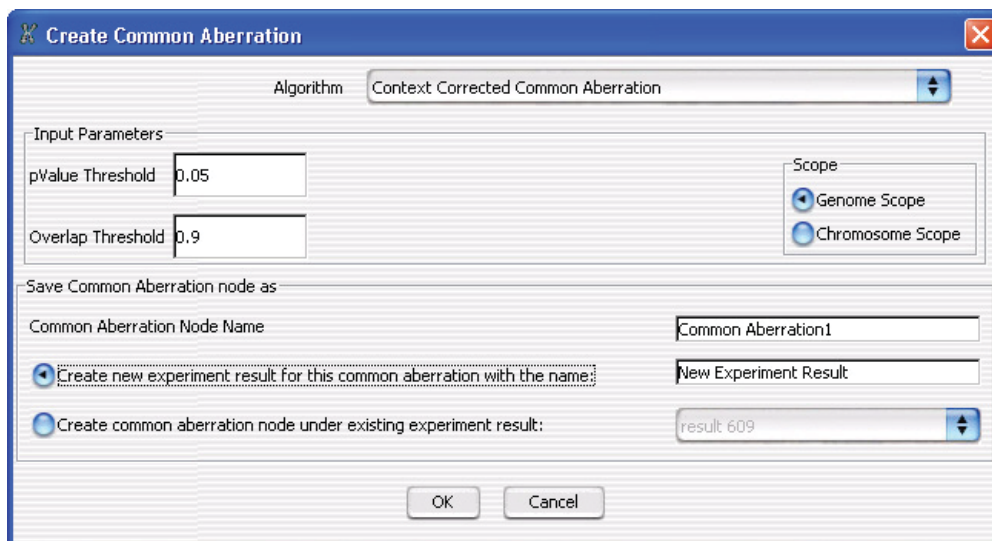 Create Common Aberration
Algorithm Context Corrected Common Aberration
Input Parameters
pValue Threshold 0.05
Scope
Genome Scope
Overlap Threshold 0.9
Chromosome Scope
Save Common Aberration node as
Common Aberration Node Name Common Aberration1
Create new experiment result for this common aberration with the name: New Experiment Result
Create common aberration node under existing experiment result: result 609
OK Cancel